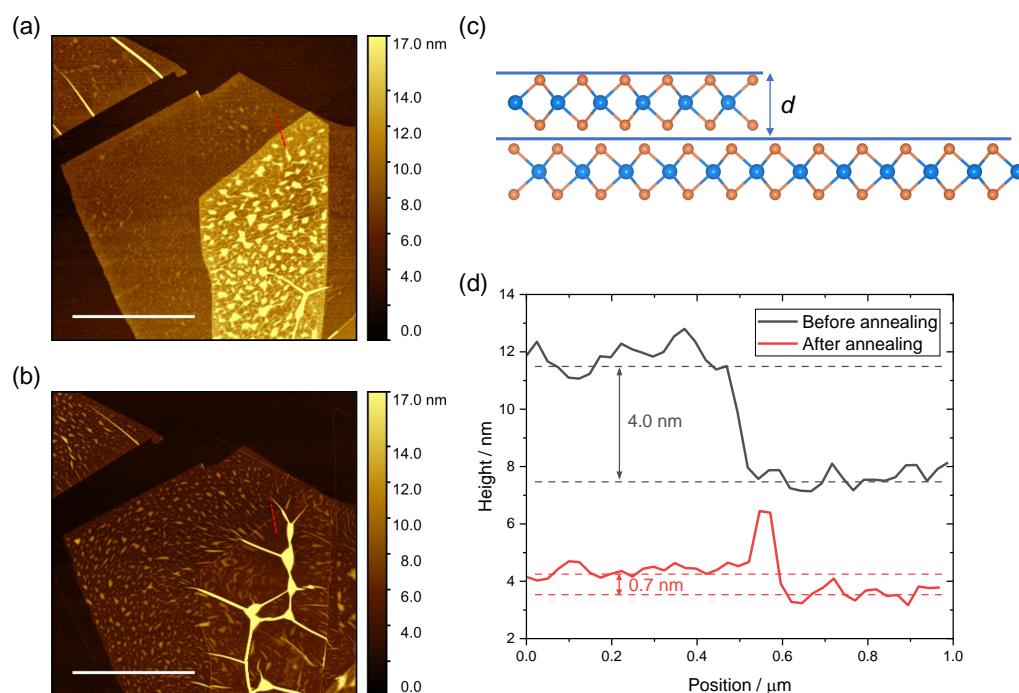 (a)
17.0 nm
14.0
12.0
10.0
8.0
6.0
4.0
0.0
(b)
17.0 nm
14.0
12.0
10.0
8.0
6.0
4.0
0.0
(c)
d
(d)
14
12
10
8
6
4
2
Height / nm
Before annealing
After annealing
4.0 nm
0.7 nm
0.0
0.2
0.4
0.6
0.8
1.0
Position / μm